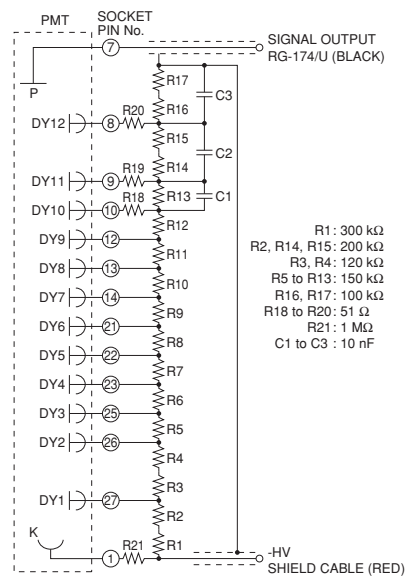 PMT
SOCKET
PIN No.
SIGNAL OUTPUT
RG-174/U (BLACK)
7
P
R17
C3
R16
DY12
8
R20
R15
C2
R14
DY11
9
R19
R13
C1
DY10
10
R18
R12
DY9
12
R11
DY8
13
R10
DY7
14
R9
DY6
21
R8
DY5
22
R7
DY4
23
R6
DY3
25
R5
DY2
26
R4
R3
DY1
27
R2
K
R1
1
R21
-HV
SHIELD CABLE (RED)
R1 : 300 kΩ
R2, R14, R15 : 200 kΩ
R3, R4 : 120 kΩ
R5 to R13 : 150 kΩ
R16, R17 : 100 kΩ
R18 to R20 : 51 Ω
R21 : 1 MΩ
C1 to C3 : 10 nF